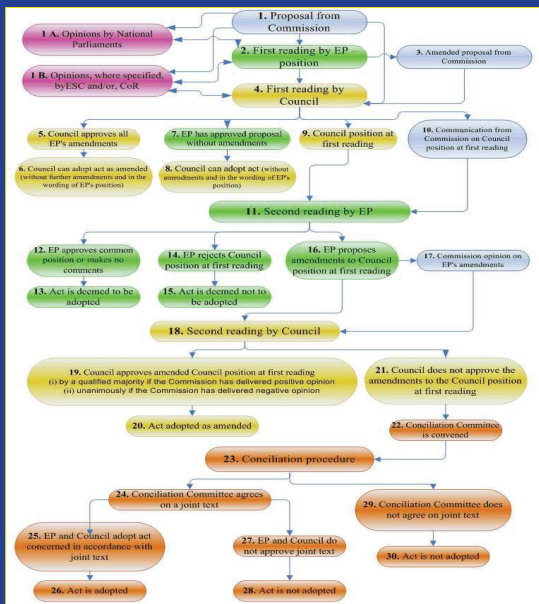 1. Proposal from
Commission
1 A. Opinions by National
Parliaments
2. First reading by EP
position
3. Amended proposal from
Commission
1 B. Opinions, where specified,
byESC and/or, CoR
4. First reading by
Council
5. Council approves all
EP's amendments
7. EP has approved proposal
without amendments
9. Council position at
first reading
10. Communication from
Commission on Council
position at first reading
6. Council can adopt act as amended
(without further amendments and in the
wording of EP's position)
8. Council can adopt act (without
amendments and in the wording of EP's
position)
11. Second reading by EP
12. EP approves common
position or makes no
comments
14. EP rejects Council
position at first reading
16. EP proposes
amendments to Council
position at first reading
17. Commission opinion on
EP's amendments
13. Act is deemed to be
adopted
15. Act is deemed not to
be adopted
18. Second reading by Council
19. Council approves amended Council position at first reading
(i) by a qualified majority if the Commission has delivered positive opinion
(ii) unanimously if the Commission has delivered negative opinion
21. Council does not approve the
amendments to the Council position
at first reading
20. Act adopted as amended
22. Conciliation Committee
is convened
23. Conciliation procedure
24. Conciliation Committee agrees
on a joint text
29. Conciliation Committee does
not agree on joint text
25. EP and Council adopt act
concerned in accordance with
joint text
27. EP and Council do
not approve joint text
30. Act is not adopted
26. Act is adopted
28. Act is not adopted